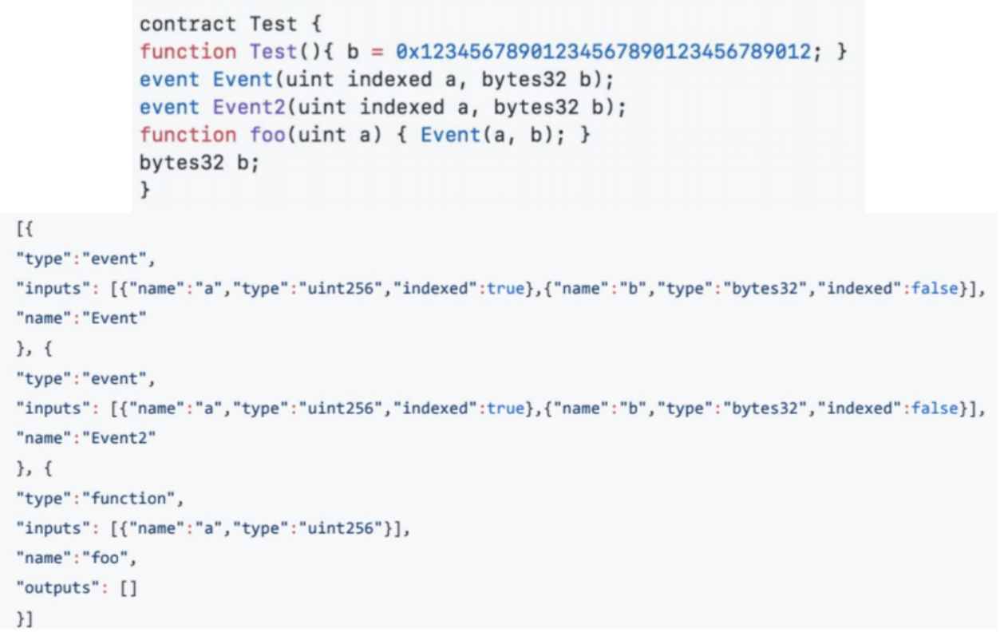 contract Test {
function Test(){ b = 0x12345678901234567890123456789012; }
event Event(uint indexed a, bytes32 b);
event Event2(uint indexed a, bytes32 b);
function foo(uint a) { Event(a, b); }
bytes32 b;
}
[{
"type":"event",
"inputs": [{"name":"a","type":"uint256","indexed":true},{"name":"b","type":"bytes32","indexed":false}],
"name":"Event"
}, {
"type":"event",
"inputs": [{"name":"a","type":"uint256","indexed":true},{"name":"b","type":"bytes32","indexed":false}],
"name":"Event2"
}, {
"type":"function",
"inputs": [{"name":"a","type":"uint256"}],
"name":"foo",
"outputs": []
}]